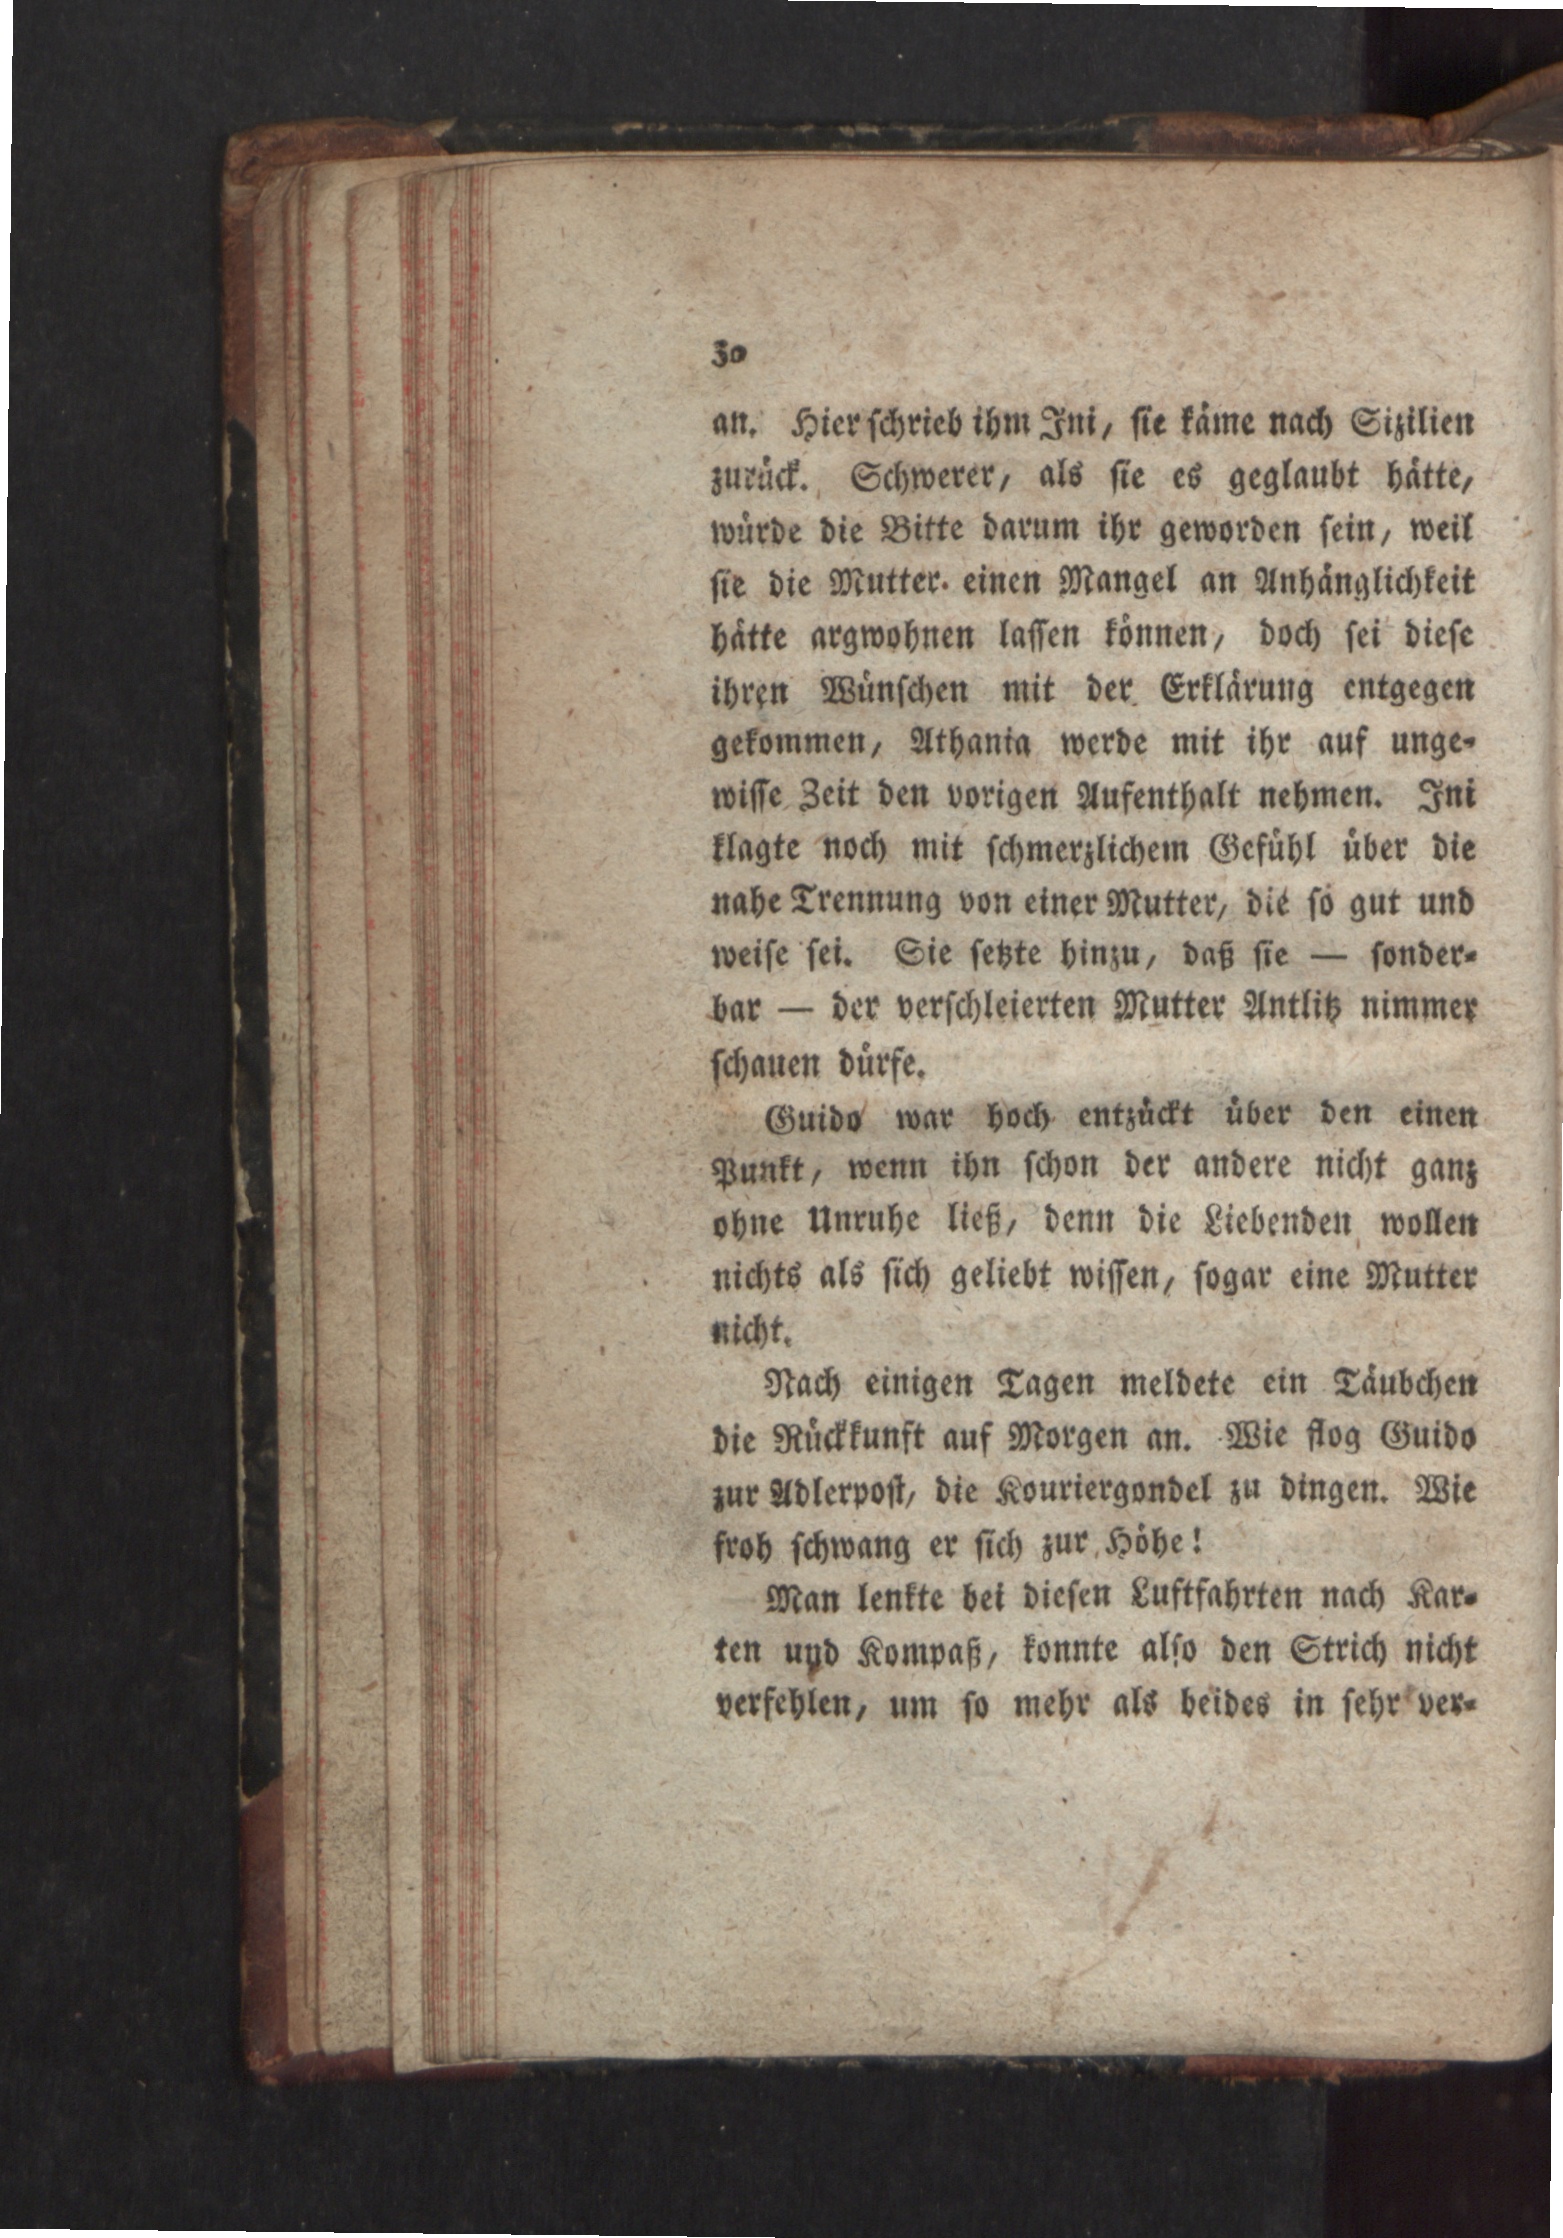 30
an. Hier schrieb ihm Ini, sie käme nach Sizilien
zurück. Schwerer, als sie es geglaubt hätte,
würde die Bitte darum ihr geworden sein, weil
sie die Mutter einen Mangel an Anhänglichkeit
hätte argwohnen lassen können, doch sei diese
ihren Wünschen mit der Erklärung entgegen
gekommen, Athania werde mit ihr auf unge-
wisse Zeit den vorigen Aufenthalt nehmen. Ini
klagte noch mit schmerzlichem Gefühl über die
nahe Trennung von einer Mutter, die so gut und
weise sei. Sie setzte hinzu, daß sie — sonder-
bar — der verschleierten Mutter Antlitz nimmer
schauen dürfe.
Guido war hoch entzückt über den einen
Punkt, wenn ihn schon der andere nicht ganz
ohne Unruhe ließ, denn die Liebenden wollen
nichts als sich geliebt wissen, sogar eine Mutter
nicht.
Nach einigen Tagen meldete ein Täubchen
die Rückkunft auf Morgen an. Wie flog Guido
zur Adlerpost, die Kouriergondel zu dingen. Wie
froh schwang er sich zur Höhe!
Man lenkte bei diesen Luftfahrten nach Kar-
ten und Kompaß, konnte also den Strich nicht
verfehlen, um so mehr als beides in sehr ver-